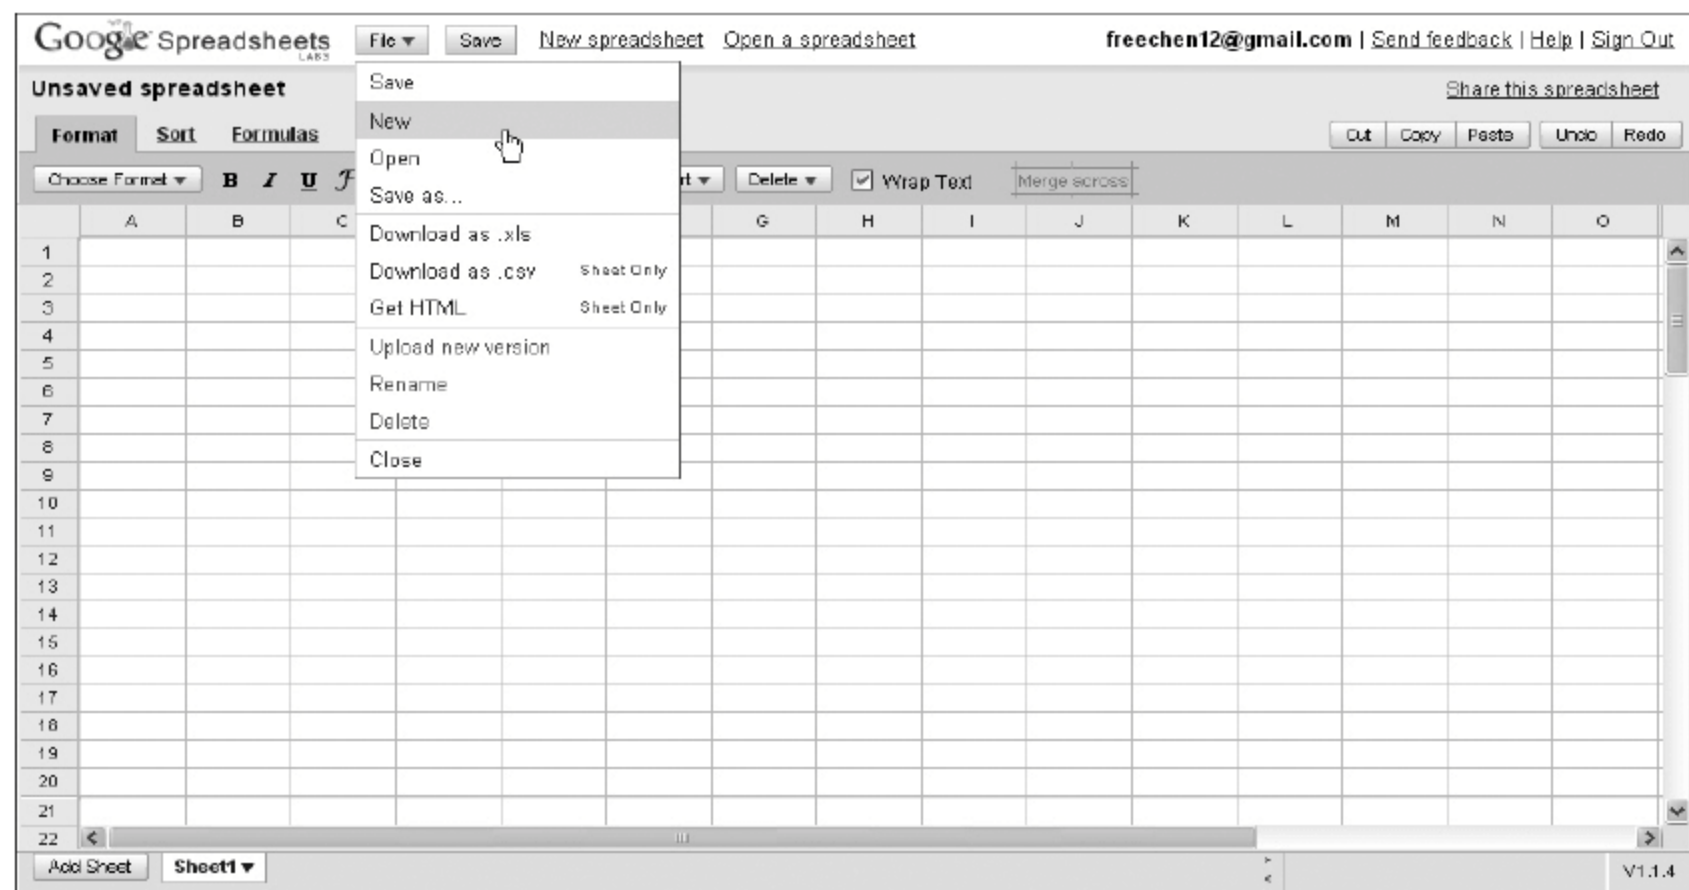 Google Spreadsheets LABS File ▼ Save New spreadsheet Open a spreadsheet freechen12@gmail.com | Send feedback | Help | Sign Out
Unsaved spreadsheet Share this spreadsheet
Save
New
Open
Save as...
Download as .xls
Download as .csv Sheet Only
Get HTML Sheet Only
Upload new version
Rename
Delete
Close
Format Sort Formulas Cut Copy Paste Undo Redo
Choose Format ▼ B I U F rt ▼ Delete ▼ Wrap Text Merge across
A B C G H I J K L M N O
1
2
3
4
5
6
7
8
9
10
11
12
13
14
15
16
17
18
19
20
21
22
Add Sheet Sheet1 ▼ V1.1.4